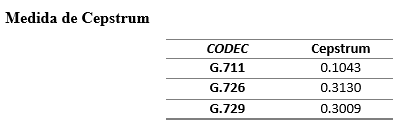 Medida de Cepstrum
CODEC Cepstrum
G.711 0.1043
G.726 0.3130
G.729 0.3009